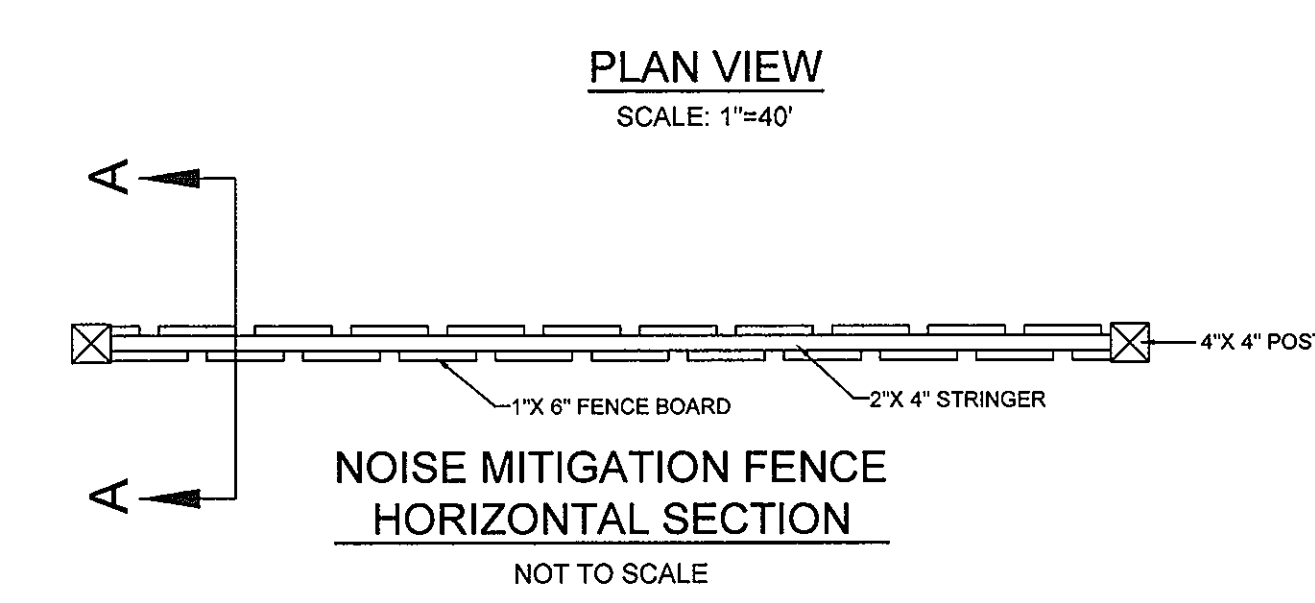 PLAN VIEW
SCALE: 1"=40'
A
4"X 4" POST
1"X 6" FENCE BOARD
2"X 4" STRINGER
A
NOISE MITIGATION FENCE
HORIZONTAL SECTION
NOT TO SCALE